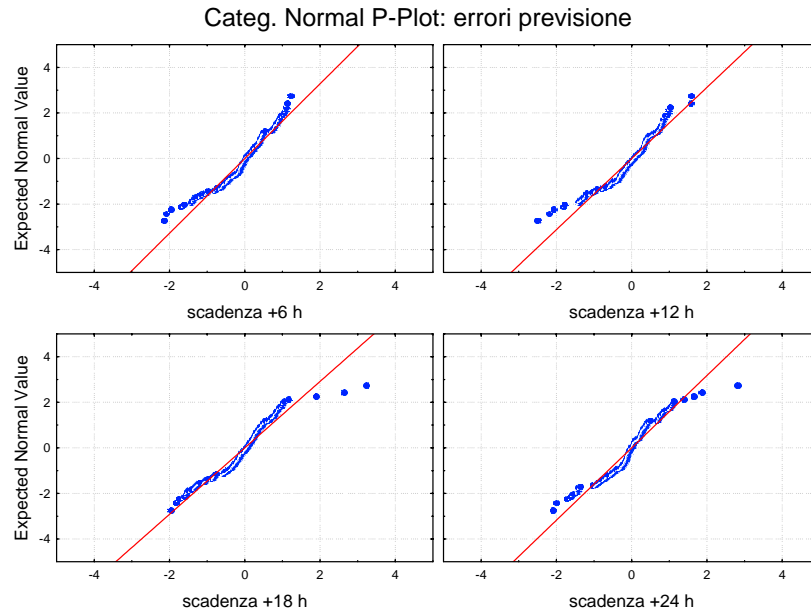 Categ. Normal P-Plot: errori previsione
Expected Normal Value
4
2
0
-2
-4
-4 -2 0 2 4
scadenza +6 h
-4 -2 0 2 4
scadenza +12 h
Expected Normal Value
4
2
0
-2
-4
-4 -2 0 2 4
scadenza +18 h
-4 -2 0 2 4
scadenza +24 h